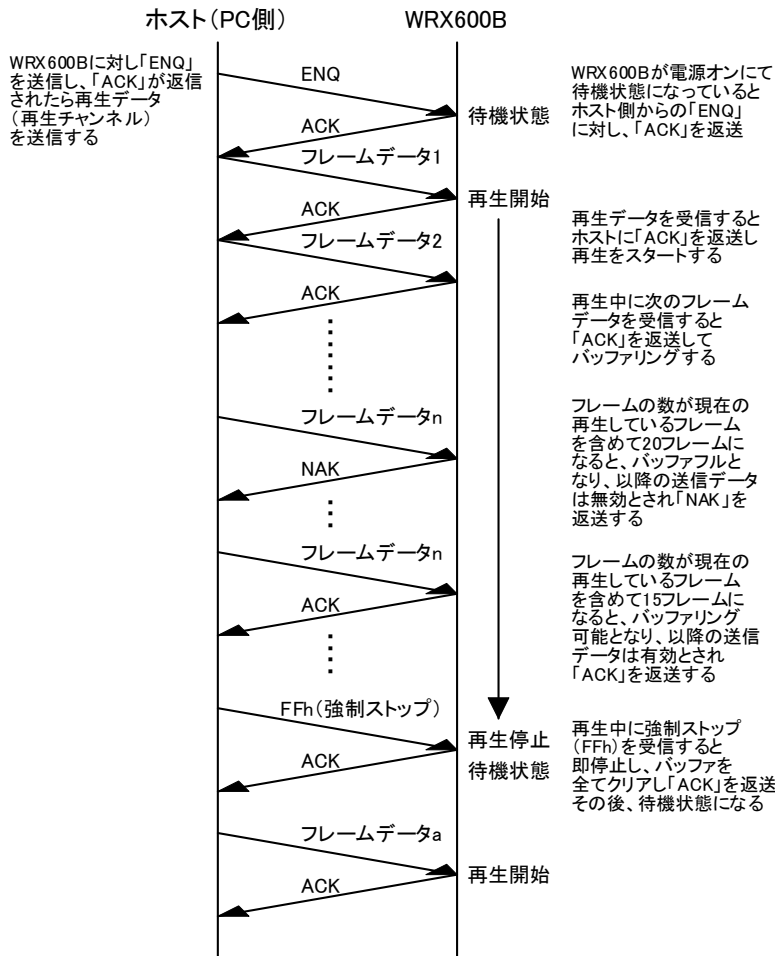 ホスト(PC側)
WRX600B
WRX600Bに対し「ENQ」
を送信し、「ACK」が返信
されたら再生データ
(再生チャンネル)
を送信する
ENQ
待機状態
WRX600Bが電源オンにて
待機状態になっていると
ホスト側からの「ENQ」
に対し、「ACK」を返送
ACK
フレームデータ1
再生開始
ACK
フレームデータ2
再生データを受信すると
ホストに「ACK」を返送し
再生をスタートする
ACK
再生中に次のフレーム
データを受信すると
「ACK」を返送して
バッファリングする
フレームデータn
NAK
フレームの数が現在の
再生しているフレーム
を含めて20フレームに
なると、バッファフルと
なり、以降の送信データ
は無効とされ「NAK」を
返送する
フレームデータn
ACK
フレームの数が現在の
再生しているフレーム
を含めて15フレームに
なると、バッファリング
可能となり、以降の送信
データは有効とされ
「ACK」を返送する
FFh(強制ストップ)
再生停止
待機状態
ACK
再生中に強制ストップ
(FFh)を受信すると
即停止し、バッファを
全てクリアし「ACK」を返送
その後、待機状態になる
フレームデータa
再生開始
ACK